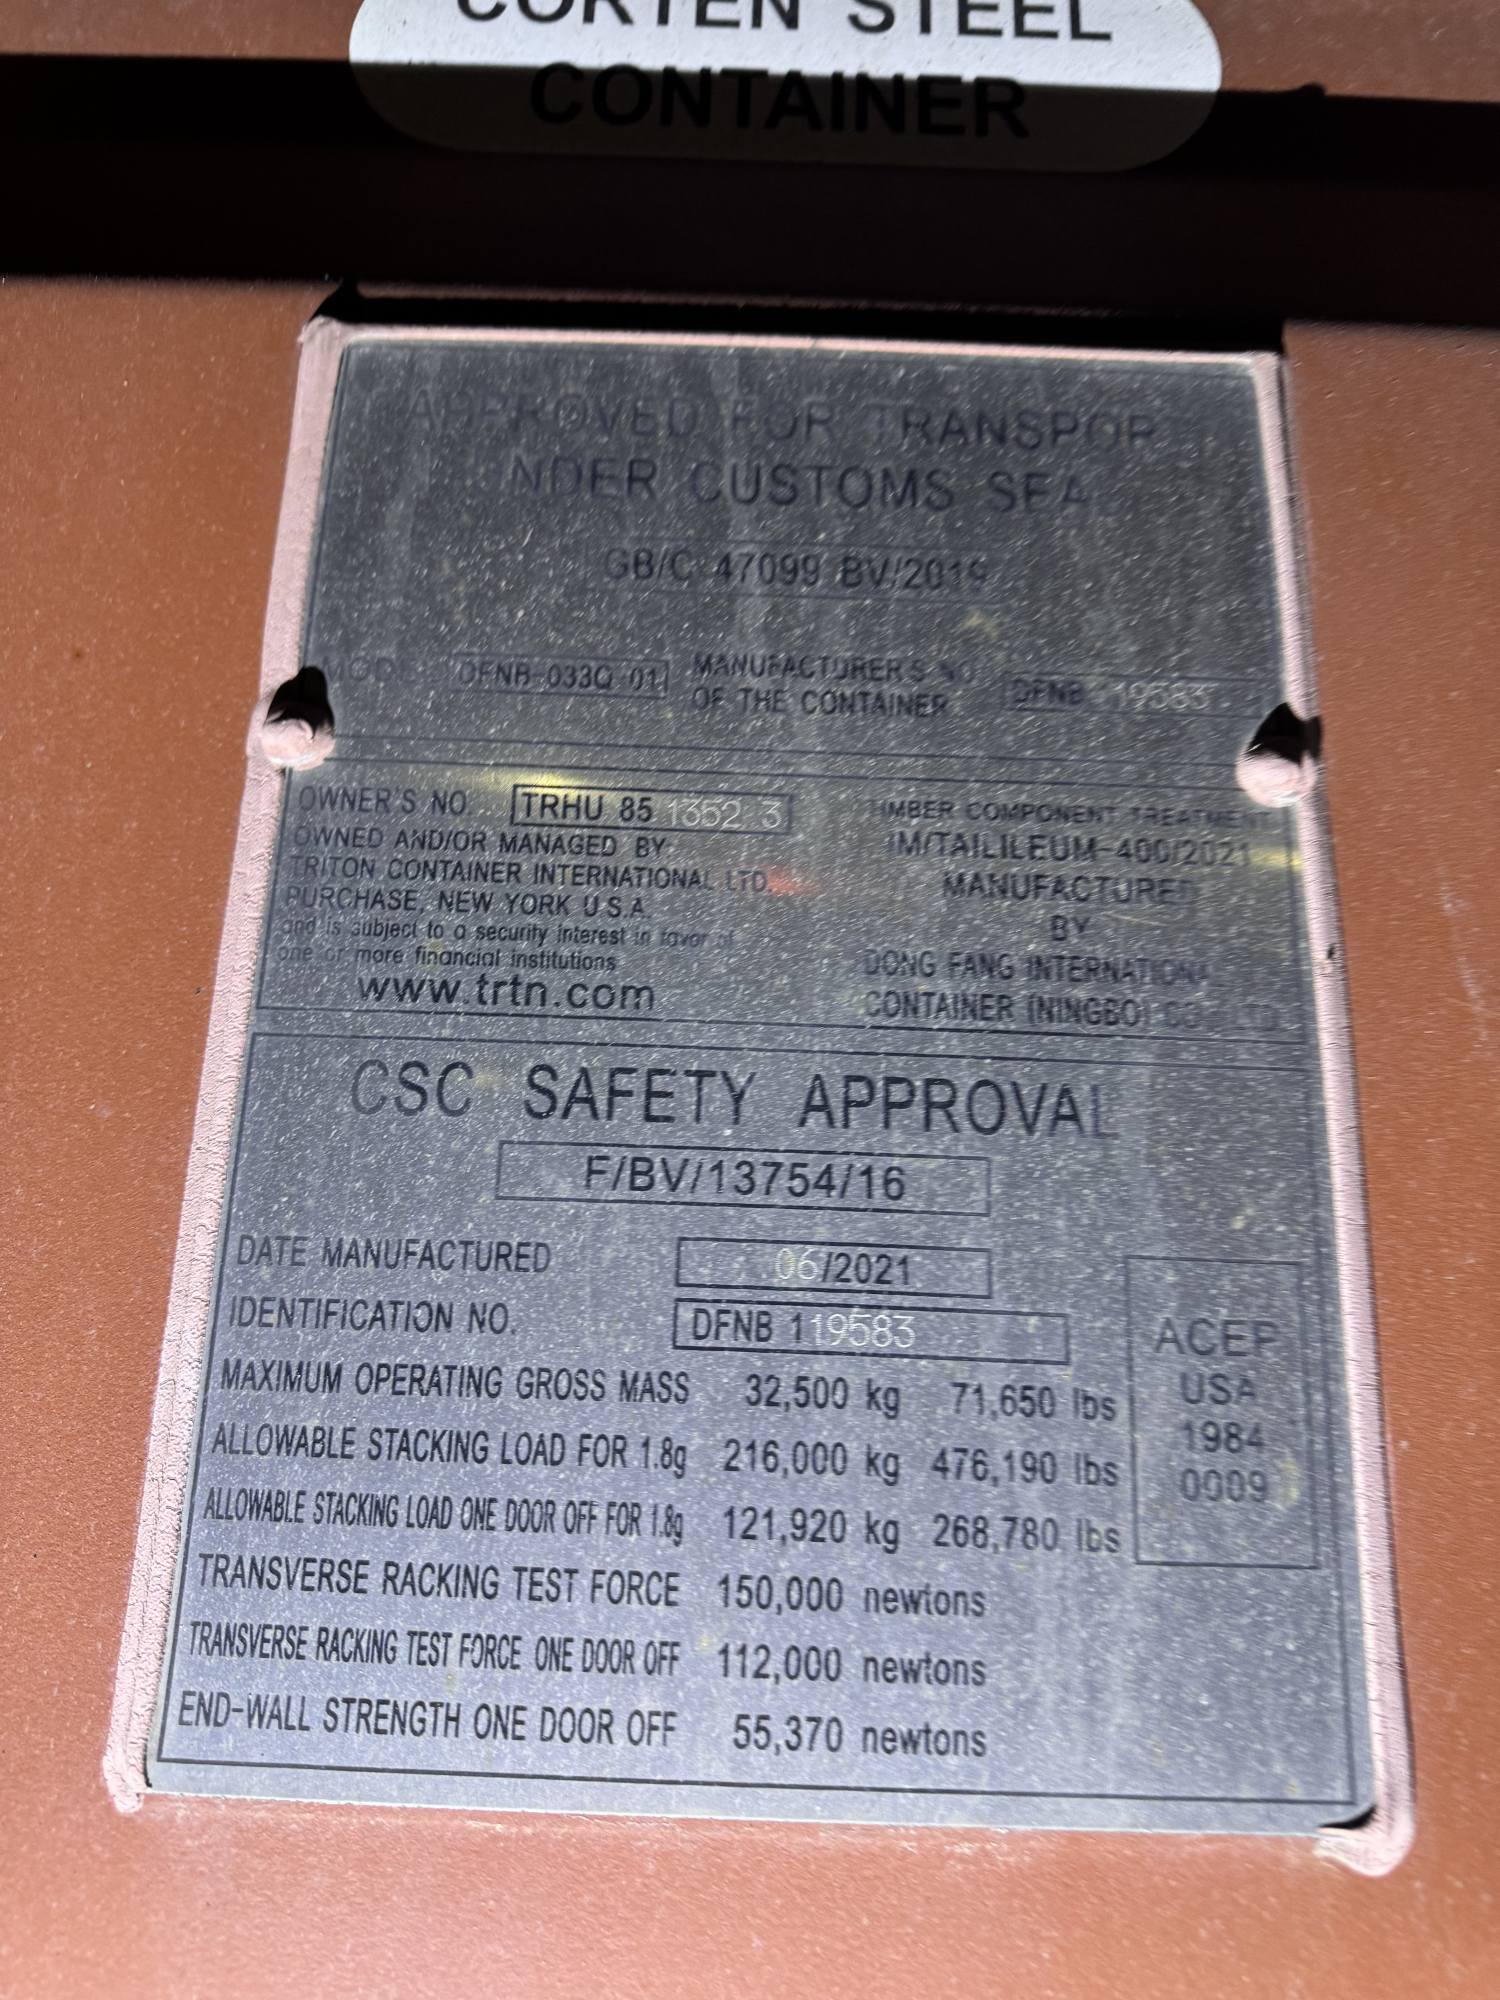 CORTEN STEEL
CONTAINER
APPROVED FOR TRANSPOR
NDER CUSTOMS SEA
GB/C 47099 BV/2019
MODEL DFNB-033Q-01 MANUFACTURER'S NO
OF THE CONTAINER DFNB 119583
OWNER'S NO. TRHU 85 1352 3
OWNED AND/OR MANAGED BY
TRITON CONTAINER INTERNATIONAL LTD.
PURCHASE, NEW YORK U.S.A.
and is subject to a security interest in favor of
one or more financial institutions
www.trtn.com
TIMBER COMPONENT TREATMENT
IM/TAILILEUM-400/2021
MANUFACTURED
BY
DONG FANG INTERNATIONAL
CONTAINER (NINGBO) CO., LTD
CSC SAFETY APPROVAL
F/BV/13754/16
DATE MANUFACTURED 06/2021
IDENTIFICATION NO. DFNB 119583
MAXIMUM OPERATING GROSS MASS 32,500 kg 71,650 lbs
ALLOWABLE STACKING LOAD FOR 1.8g 216,000 kg 476,190 lbs
ALLOWABLE STACKING LOAD ONE DOOR OFF FOR 1.8g 121,920 kg 268,780 lbs
TRANSVERSE RACKING TEST FORCE 150,000 newtons
TRANSVERSE RACKING TEST FORCE ONE DOOR OFF 112,000 newtons
END-WALL STRENGTH ONE DOOR OFF 55,370 newtons
ACEP
USA
1984
0009